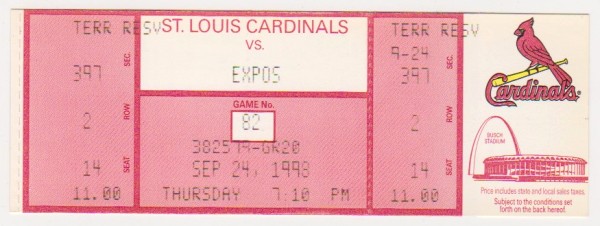 TERR RESV
397 SEC.
2 ROW
14 SEAT
11.00
ST. LOUIS CARDINALS
VS.
EXPOS
GAME No.
82
382579-GK20
SEP 24, 1998
THURSDAY 7:10 PM
TERR RESV
9-24
397 SEC.
2 ROW
14 SEAT
11.00
Cardinals
BUSCH
STADIUM
Price includes state and local sales taxes.
Subject to the conditions set
forth on the back hereof.